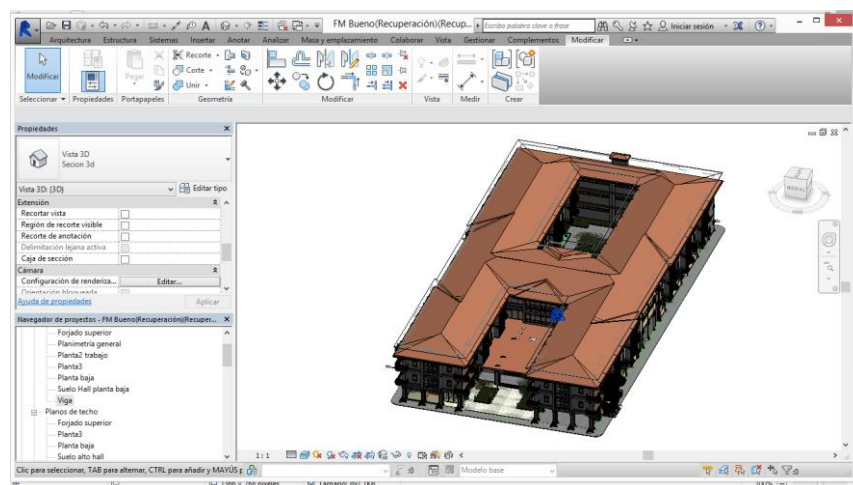 FM Bueno(Recuperación)(Recup... Escriba palabra clave o frase Iniciar sesión
Arquitectura Estructura Sistemas Insertar Anotar Analizar Masa y emplazamiento Colaborar Vista Gestionar Complementos Modificar
Modificar Pegar Recorte
Corte
Unir
Seleccionar Propiedades Portapapeles Geometría Modificar Vista Medir Crear
Propiedades
Vista 3D
Secion 3d
Vista 3D: {3D} Editar tipo
Extensión
Recortar vista
Región de recorte visible
Recorte de anotación
Delimitación lejana activa
Caja de sección
Cámara
Configuración de renderiza... Editar...
Orientación bloqueada
Ayuda de propiedades Aplicar
Navegador de proyectos - FM Bueno(Recuperación)(Recuper...
Forjado superior
Planimetría general
Planta2 trabajo
Planta3
Planta baja
Suelo Hall planta baja
Viga
Planos de techo
Forjado superior
Planta3
Planta baja
Suelo alto hall
1:1
Clic para seleccionar, TAB para alternar, CTRL para añadir y MAYÚS :0 Modelo base :0